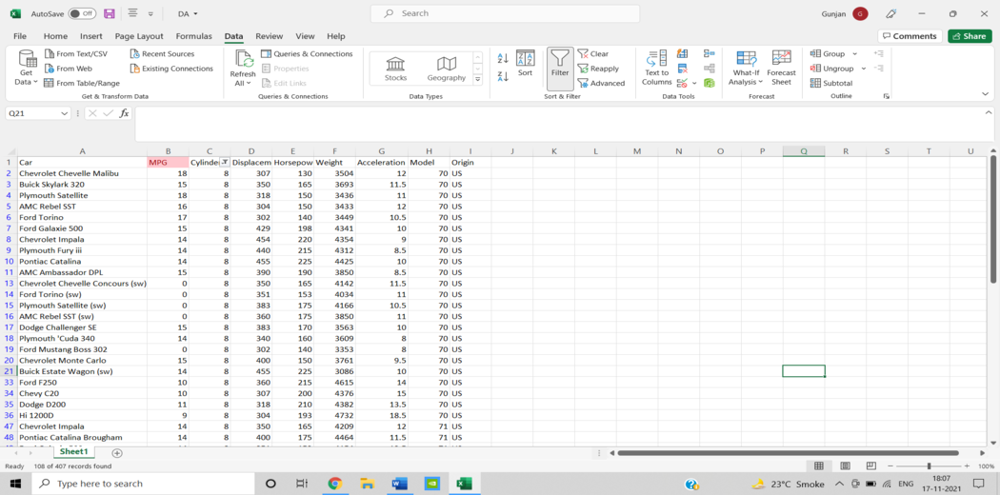 AutoSave Off DA Search Gunjan G
File Home Insert Page Layout Formulas Data Review View Help Comments Share
Get Data From Text/CSV From Web From Table/Range Recent Sources Existing Connections
Get & Transform Data
Refresh All Queries & Connections Properties Edit Links
Queries & Connections
Stocks Geography
Data Types
Sort Filter Clear Reapply Advanced
Sort & Filter
Text to Columns
Data Tools
What-If Analysis Forecast Sheet
Forecast
Group Ungroup Subtotal
Outline
Q21 fx
A B C D E F G H I J K L M N O P Q R S T U
1 Car MPG Cylinde Displacem Horsepow Weight Acceleration Model Origin
2 Chevrolet Chevelle Malibu 18 8 307 130 3504 12 70 US
3 Buick Skylark 320 15 8 350 165 3693 11.5 70 US
4 Plymouth Satellite 18 8 318 150 3436 11 70 US
5 AMC Rebel SST 16 8 304 150 3433 12 70 US
6 Ford Torino 17 8 302 140 3449 10.5 70 US
7 Ford Galaxie 500 15 8 429 198 4341 10 70 US
8 Chevrolet Impala 14 8 454 220 4354 9 70 US
9 Plymouth Fury iii 14 8 440 215 4312 8.5 70 US
10 Pontiac Catalina 14 8 455 225 4425 10 70 US
11 AMC Ambassador DPL 15 8 390 190 3850 8.5 70 US
13 Chevrolet Chevelle Concours (sw) 0 8 350 165 4142 11.5 70 US
14 Ford Torino (sw) 0 8 351 153 4034 11 70 US
15 Plymouth Satellite (sw) 0 8 383 175 4166 10.5 70 US
16 AMC Rebel SST (sw) 0 8 360 175 3850 11 70 US
17 Dodge Challenger SE 15 8 383 170 3563 10 70 US
18 Plymouth 'Cuda 340 14 8 340 160 3609 8 70 US
19 Ford Mustang Boss 302 0 8 302 140 3353 8 70 US
20 Chevrolet Monte Carlo 15 8 400 150 3761 9.5 70 US
21 Buick Estate Wagon (sw) 14 8 455 225 3086 10 70 US
33 Ford F250 10 8 360 215 4615 14 70 US
34 Chevy C20 10 8 307 200 4376 15 70 US
35 Dodge D200 11 8 318 210 4382 13.5 70 US
36 Hi 1200D 9 8 304 193 4732 18.5 70 US
47 Chevrolet Impala 14 8 350 165 4209 12 71 US
48 Pontiac Catalina Brougham 14 8 400 175 4464 11.5 71 US
Sheet1
Ready 108 of 407 records found 100%
Type here to search 23°C Smoke ENG 18:07
17-11-2021